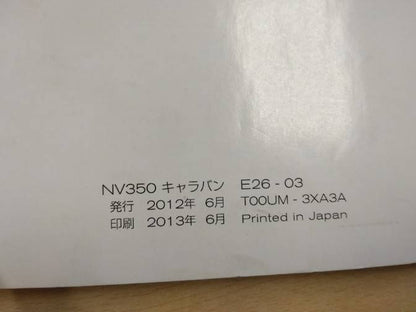 NV350 キャラバン E26 - 03
発行 2012年 6月 T00UM - 3XA3A
印刷 2013年 6月 Printed in Japan